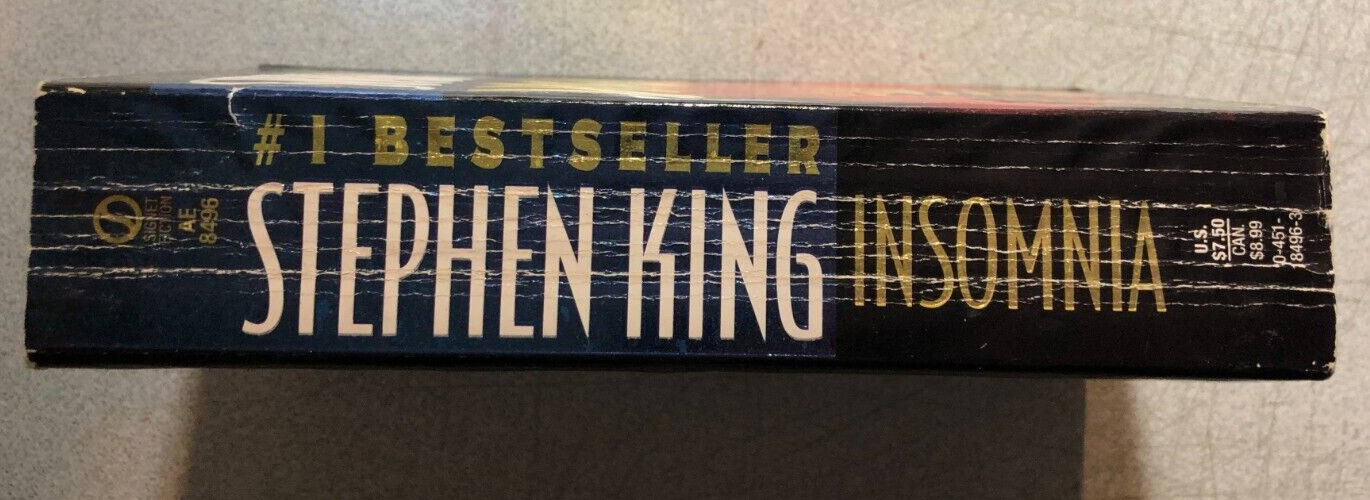 SIGNET
FICTION
AE
8496
# 1 BESTSELLER
STEPHEN KING
INSOMNIA
U.S.
$7.50
CAN.
$8.99
0-451-
18496-3